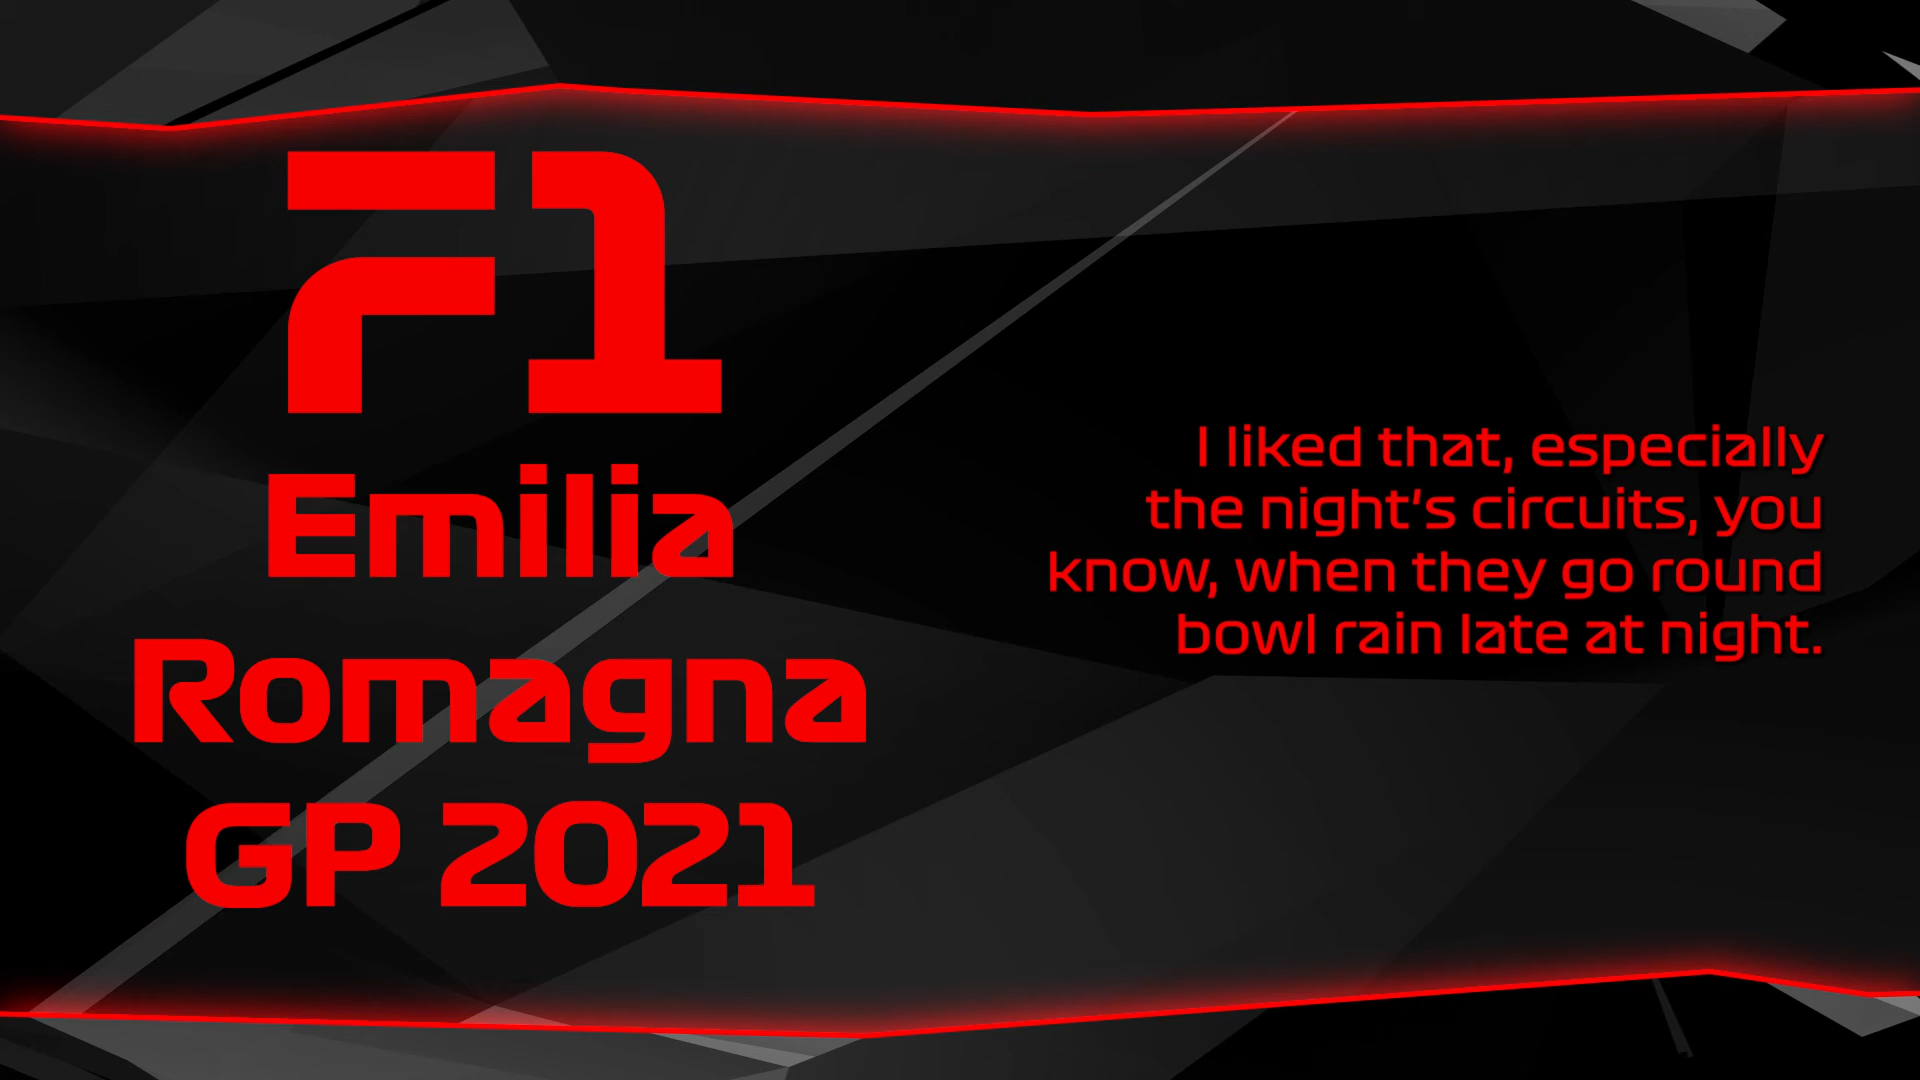 F1
Emilia
Romagna
GP 2021
I liked that, especially
the night's circuits, you
know, when they go round
bowl rain late at night.